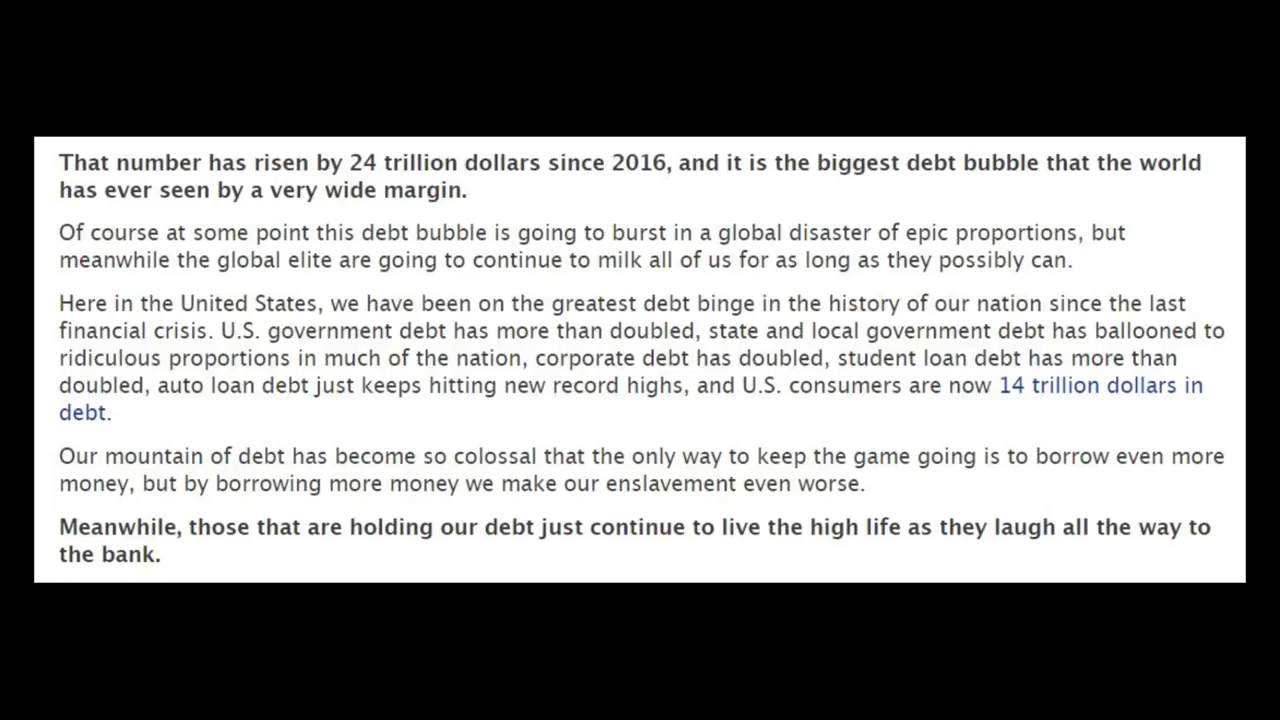 That number has risen by 24 trillion dollars since 2016, and it is the biggest debt bubble that the world
has ever seen by a very wide margin.
Of course at some point this debt bubble is going to burst in a global disaster of epic proportions, but
meanwhile the global elite are going to continue to milk all of us for as long as they possibly can.
Here in the United States, we have been on the greatest debt binge in the history of our nation since the last
financial crisis. U.S. government debt has more than doubled, state and local government debt has ballooned to
ridiculous proportions in much of the nation, corporate debt has doubled, student loan debt has more than
doubled, auto loan debt just keeps hitting new record highs, and U.S. consumers are now 14 trillion dollars in
debt.
Our mountain of debt has become so colossal that the only way to keep the game going is to borrow even more
money, but by borrowing more money we make our enslavement even worse.
Meanwhile, those that are holding our debt just continue to live the high life as they laugh all the way to
the bank.